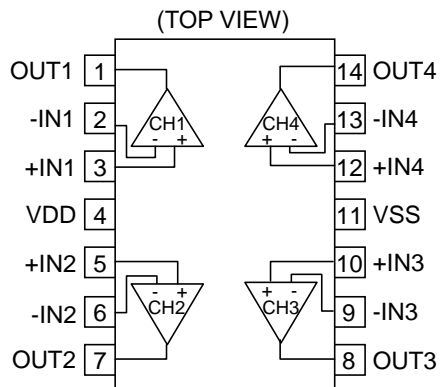 (TOP VIEW)
OUT1 1 14 OUT4
-IN1 2 CH1 CH4 13 -IN4
- + + -
+IN1 3 12 +IN4
VDD 4 11 VSS
+IN2 5 10 +IN3
- + + -
-IN2 6 CH2 CH3 9 -IN3
OUT2 7 8 OUT3